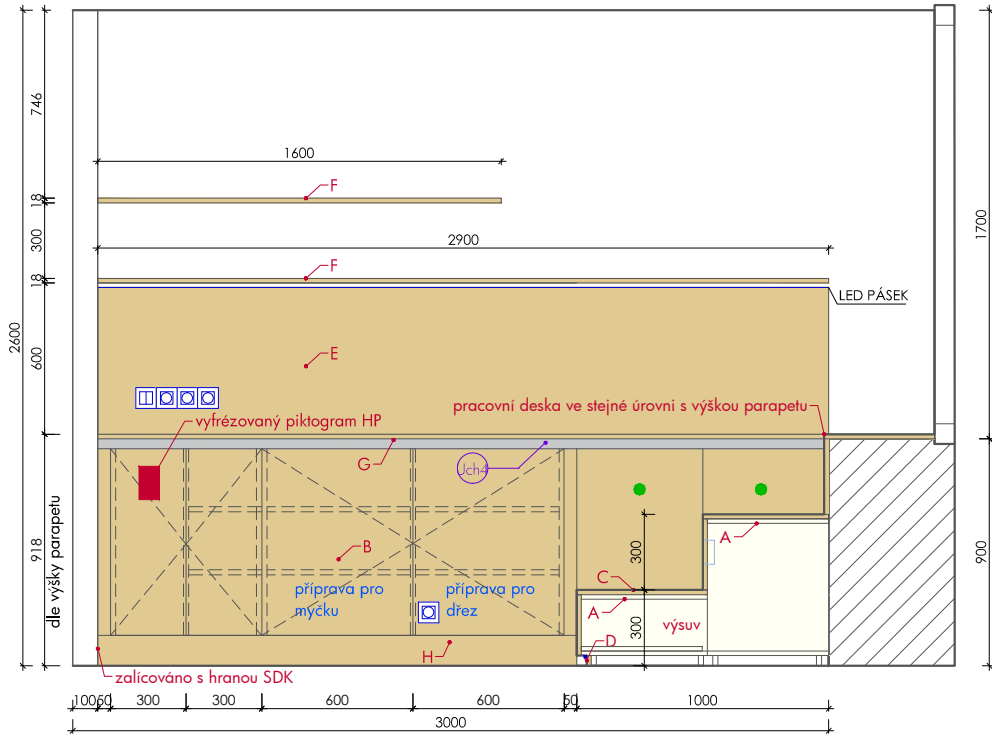 746
1600
F
18
300
2900
F
18
LED PÁSEK
2600
1700
600
E
pracovní deska ve stejné úrovni s výškou parapetu
vyfrézovaný piktogram HP
G
Uch4
A
300
918
dle výšky parapetu
B
C
900
příprava pro
myčku
příprava pro
dřez
A
300
výsuv
D
H
zalícováno s hranou SDK
100
50
300
300
600
600
50
1000
3000